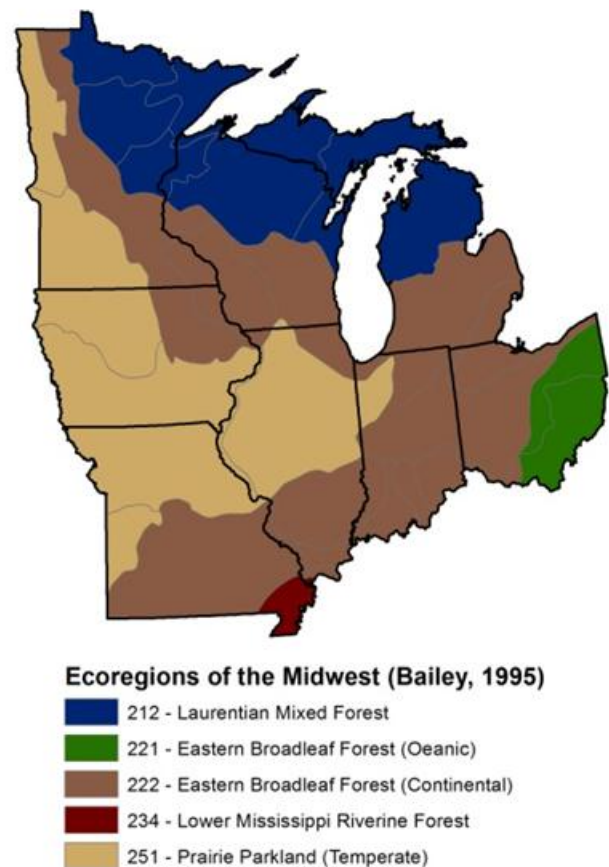 Ecoregions of the Midwest (Bailey, 1995)
212 - Laurentian Mixed Forest
221 - Eastern Broadleaf Forest (Oeanic)
222 - Eastern Broadleaf Forest (Continental)
234 - Lower Mississippi Riverine Forest
251 - Prairie Parkland (Temperate)